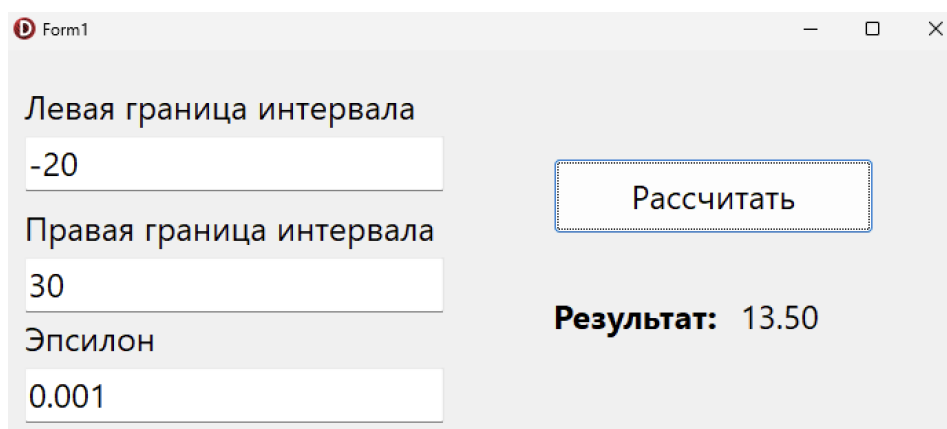 Form1
Левая граница интервала
-20
Правая граница интервала
30
Эпсилон
0.001
Рассчитать
Результат: 13.50